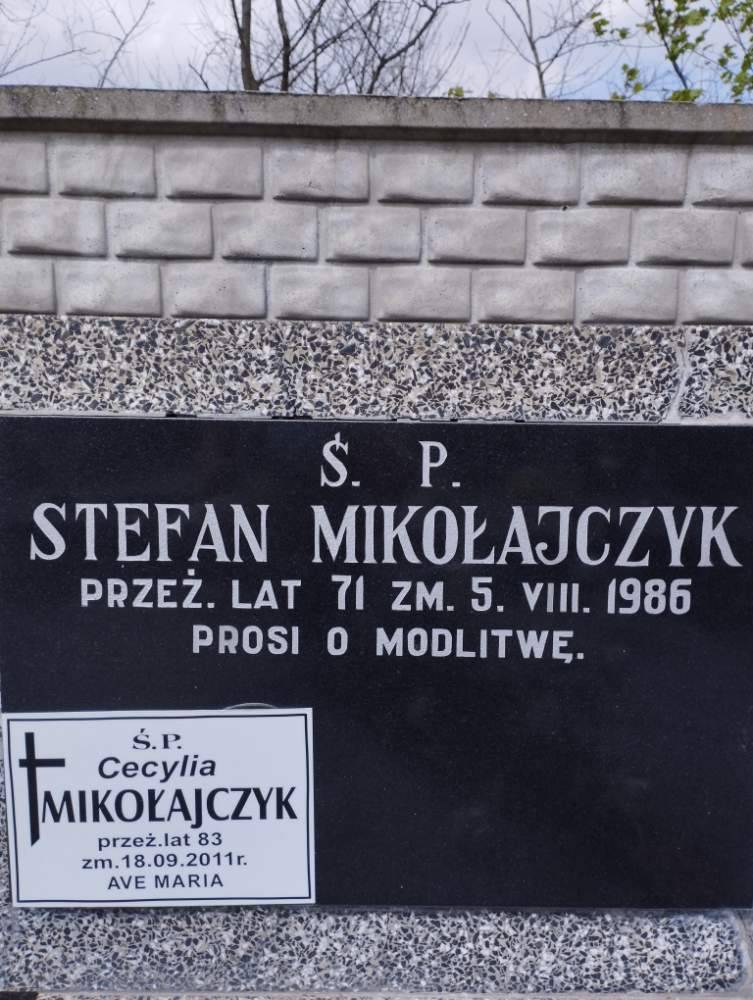 Ś. P.
STEFAN MIKOŁAJCZYK
PRZEŻ. LAT 71 ZM. 5. VIII. 1986
PROSI O MODLITWĘ.
Ś.P.
Cecylia
MIKOŁAJCZYK
przeż.lat 83
zm.18.09.2011r.
AVE MARIA